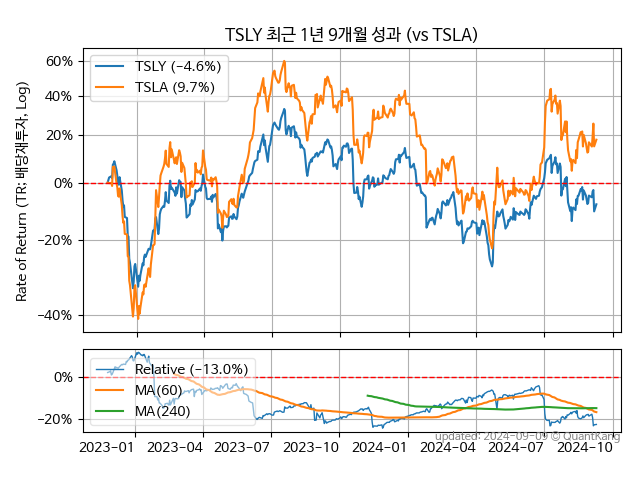 TSLY 최근 1년 9개월 성과 (vs TSLA)
Rate of Return (TR: 배당재투자, Log)
60%
40%
20%
0%
−20%
−40%
TSLY (−4.6%)
TSLA (9.7%)
0%
−20%
Relative (−13.0%)
MA(60)
MA(240)
2023−01 2023−04 2023−07 2023−10 2024−01 2024−04 2024−07 2024−10
updated: 2024−09−09 © QuantKang